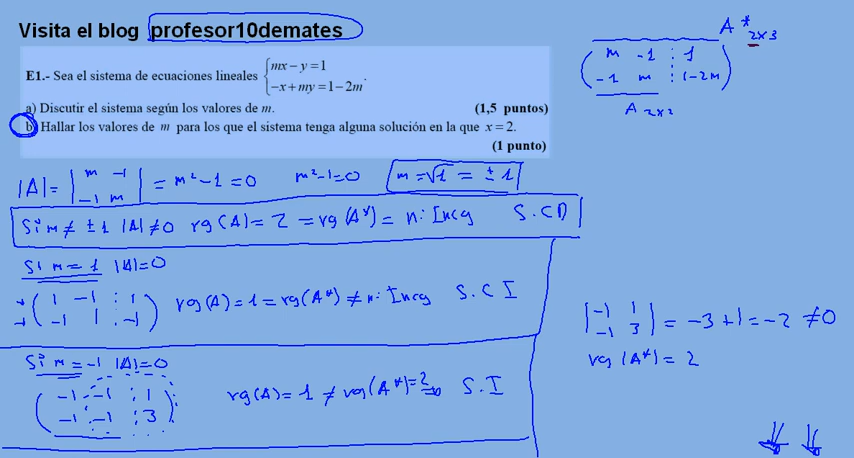 Visita el blog profesor10demates
E1.- Sea el sistema de ecuaciones lineales { mx − y = 1
−x + my = 1 − 2m .
a) Discutir el sistema según los valores de m. (1,5 puntos)
b) Hallar los valores de m para los que el sistema tenga alguna solución en la que x = 2.
(1 punto)
A* 2x3
( m -1 ⋮ 1
-1 m ⋮ 1-2m )
A 2x2
|A| = | m -1
-1 m | = m²-1 = 0 m²-1=0 m=√1 = ±1
Si m ≠ ±1 |A|≠0 rg(A)= 2 = rg(A*) = n: Incg S.CD
Si m=1 |A|=0
( 1 -1 ⋮ 1
-1 1 ⋮ -1 ) rg(A)=1=rg(A*) ≠ n: Incg S.C I
Si m=-1 |A|=0
( -1 -1 ⋮ 1
-1 -1 ⋮ 3 ) rg(A)= 1 ≠ rg(A*)=2 S.I
| -1 1
-1 3 | = -3+1 = -2 ≠0
rg(A*) = 2